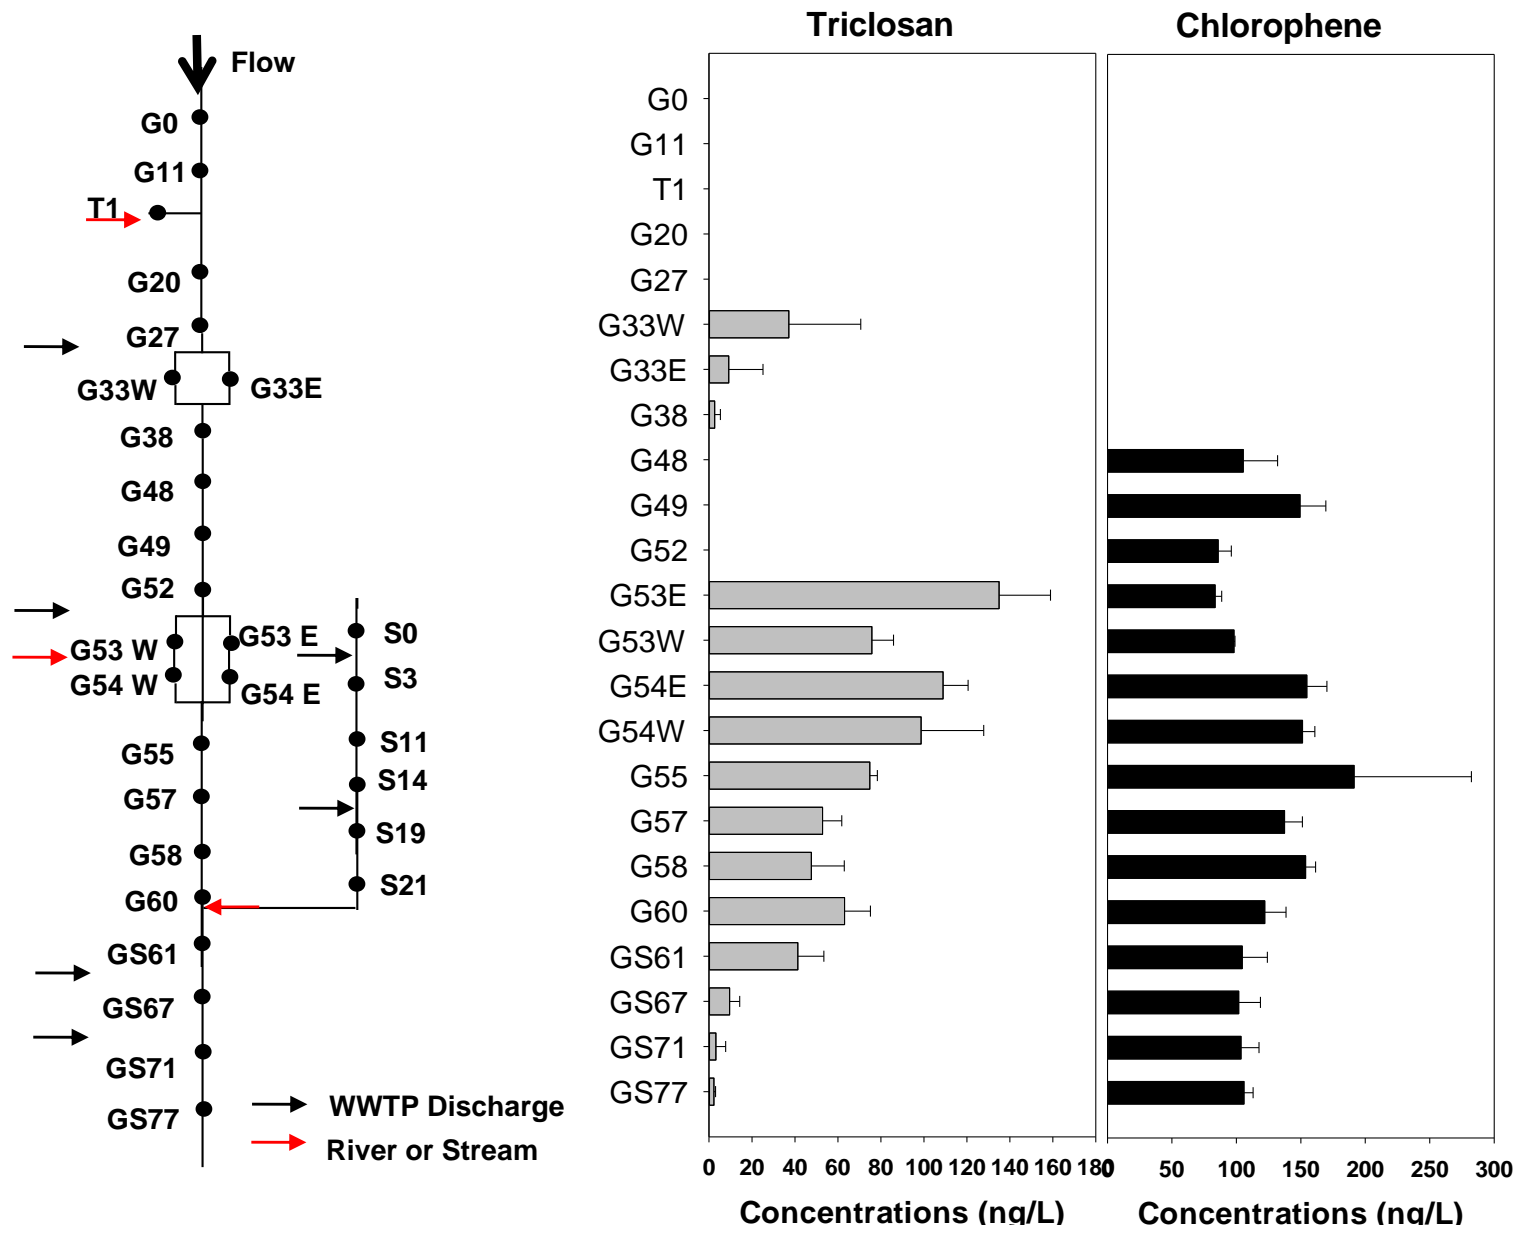 Flow
G0
G11
T1
G20
G27
G33W
G33E
G38
G48
G49
G52
G53 W
G53 E
G54 W
G54 E
G55
G57
G58
G60
GS61
GS67
GS71
GS77
S0
S3
S11
S14
S19
S21
WWTP Discharge
River or Stream
Triclosan
G0
G11
T1
G20
G27
G33W
G33E
G38
G48
G49
G52
G53E
G53W
G54E
G54W
G55
G57
G58
G60
GS61
GS67
GS71
GS77
0 20 40 60 80 100 120 140 160 180
Concentrations (ng/L)
Chlorophene
0 50 100 150 200 250 300
Concentrations (ng/L)